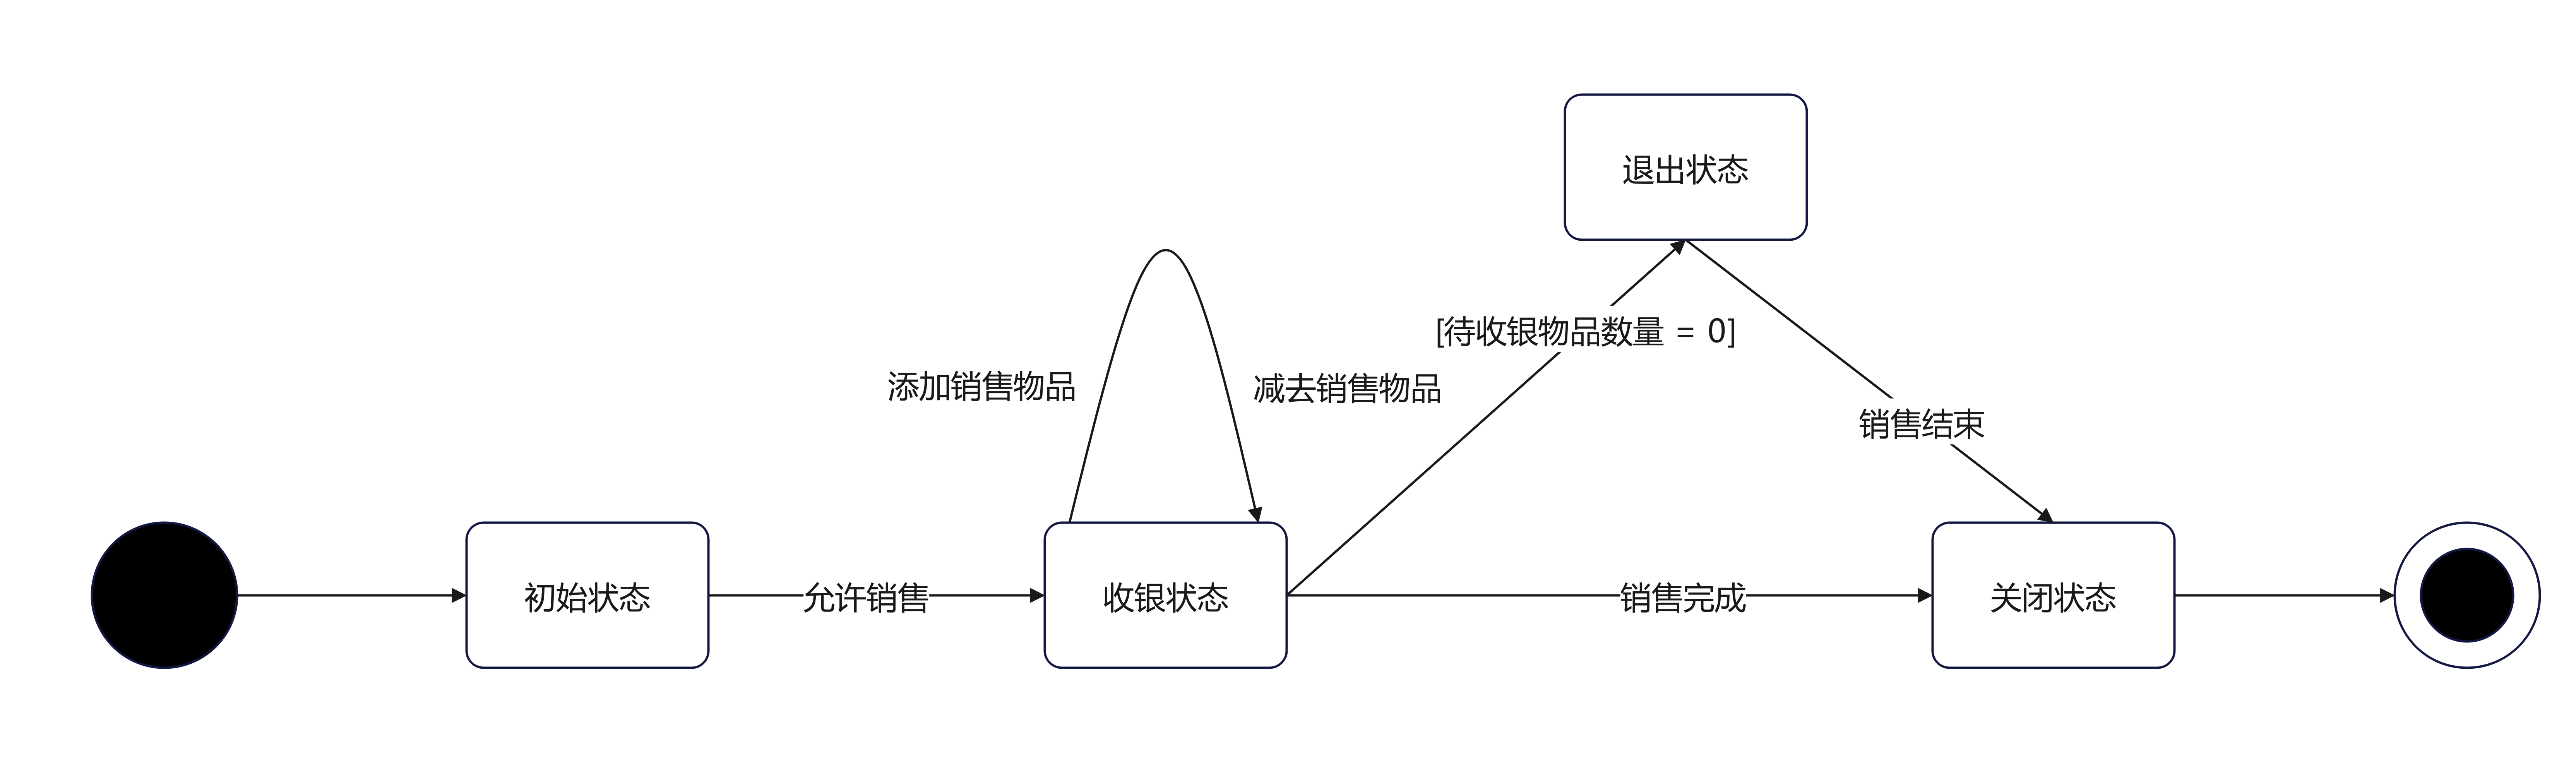 退出状态
[待收银物品数量 = 0]
添加销售物品
减去销售物品
销售结束
初始状态
允许销售
收银状态
销售完成
关闭状态